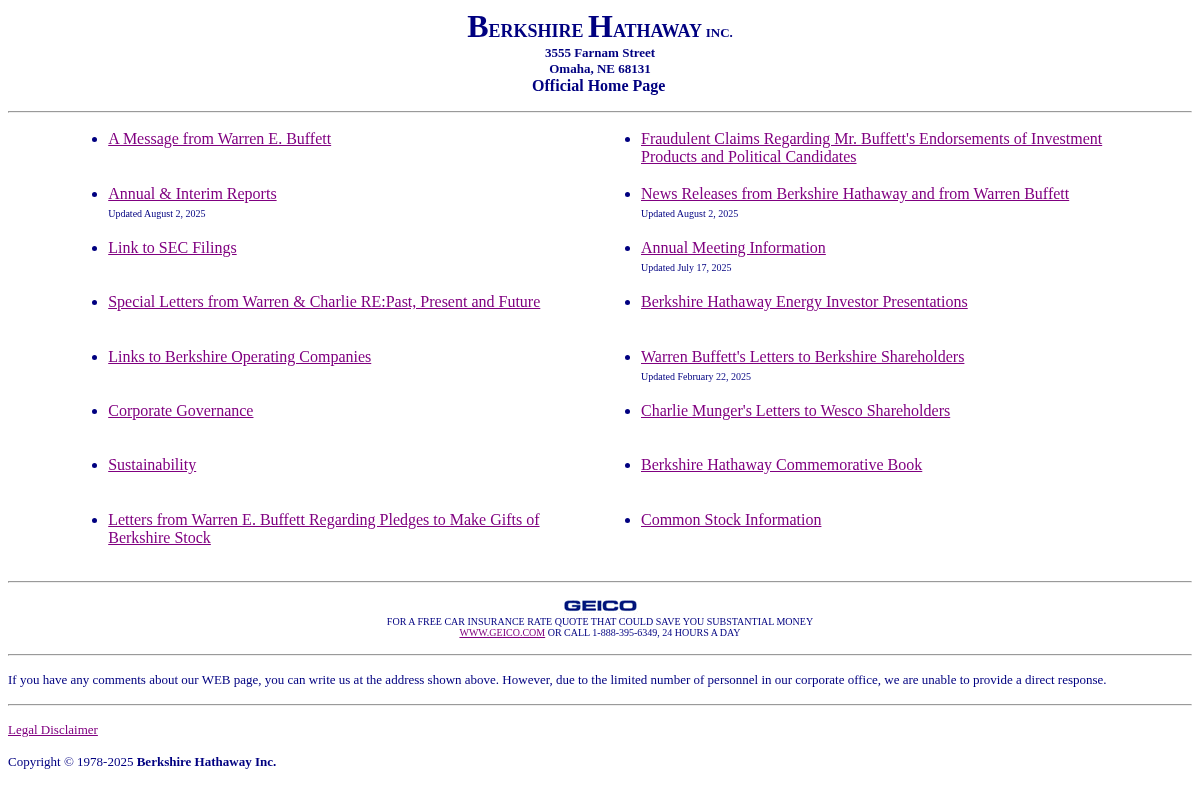 BERKSHIRE HATHAWAY INC.
3555 Farnam Street
Omaha, NE 68131
Official Home Page
A Message from Warren E. Buffett
Fraudulent Claims Regarding Mr. Buffett's Endorsements of Investment
Products and Political Candidates
Annual & Interim Reports
Updated August 2, 2025
News Releases from Berkshire Hathaway and from Warren Buffett
Updated August 2, 2025
Link to SEC Filings
Annual Meeting Information
Updated July 17, 2025
Special Letters from Warren & Charlie RE:Past, Present and Future
Berkshire Hathaway Energy Investor Presentations
Links to Berkshire Operating Companies
Warren Buffett's Letters to Berkshire Shareholders
Updated February 22, 2025
Corporate Governance
Charlie Munger's Letters to Wesco Shareholders
Sustainability
Berkshire Hathaway Commemorative Book
Letters from Warren E. Buffett Regarding Pledges to Make Gifts of
Berkshire Stock
Common Stock Information
GEICO
FOR A FREE CAR INSURANCE RATE QUOTE THAT COULD SAVE YOU SUBSTANTIAL MONEY
WWW.GEICO.COM OR CALL 1-888-395-6349, 24 HOURS A DAY
If you have any comments about our WEB page, you can write us at the address shown above. However, due to the limited number of personnel in our corporate office, we are unable to provide a direct response.
Legal Disclaimer
Copyright © 1978-2025 Berkshire Hathaway Inc.